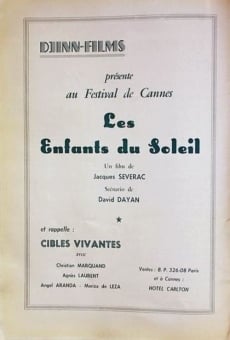 DJINN-FILMS
présente
au Festival de Cannes
Les
Enfants du Soleil
Un film de
Jacques SEVERAC
Scénario de
David DAYAN
★
et rappelle :
CIBLES VIVANTES
avec
Christian MARQUAND
Agnès LAURENT
Angel ARANDA - Mariza de LEZA
Ventes : B. P. 326-08 Paris
et à Cannes :
HOTEL CARLTON